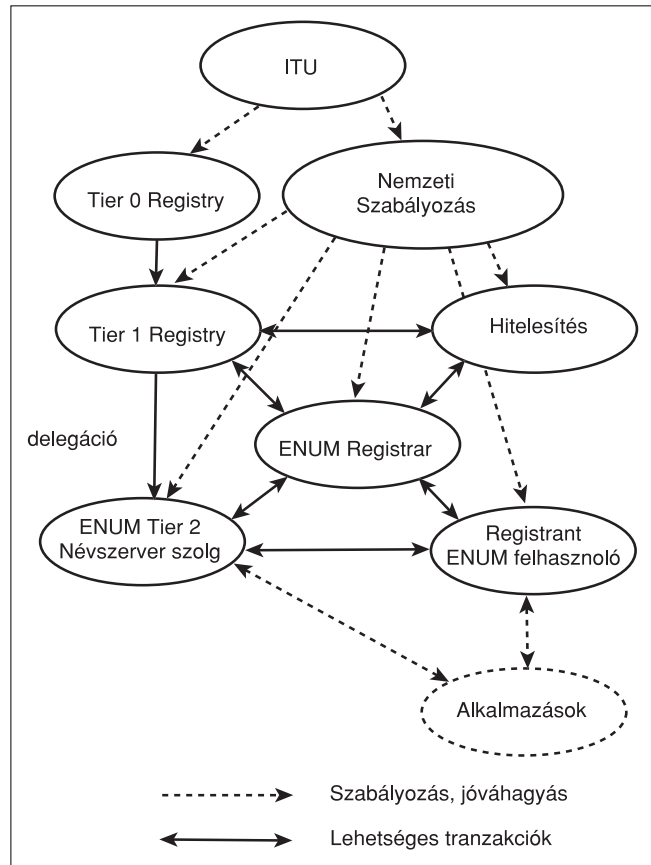 ITU
Tier 0 Registry
Nemzeti
Szabályozás
Tier 1 Registry
Hitelesítés
delegáció
ENUM Registrar
ENUM Tier 2
Névszerver szolg
Registrant
ENUM felhasznoló
Alkalmazások
Szabályozás, jóváhagyás
Lehetséges tranzakciók